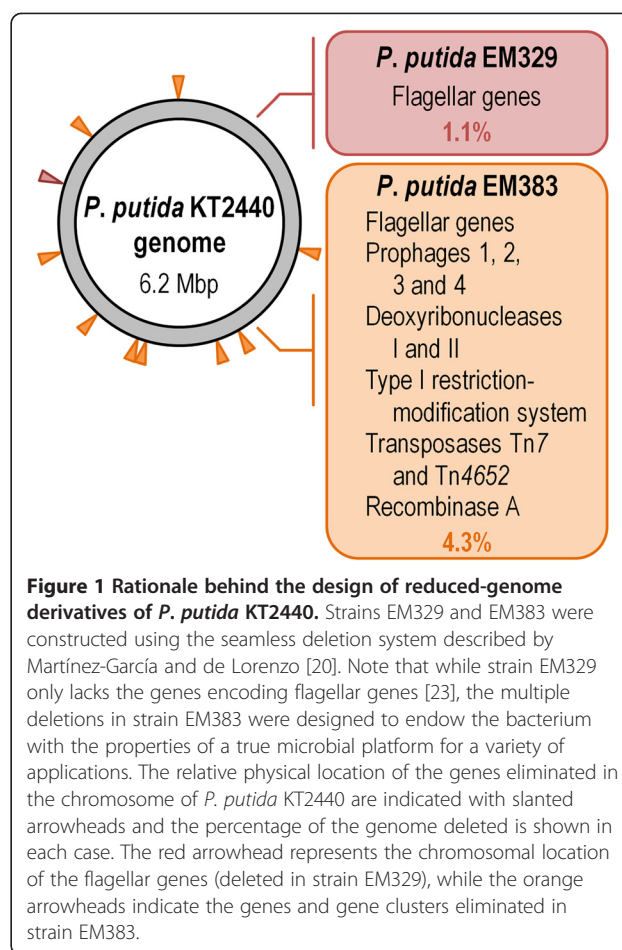 P. putida EM329
Flagellar genes
1.1%
P. putida KT2440
genome
6.2 Mbp
P. putida EM383
Flagellar genes
Prophages 1, 2,
3 and 4
Deoxyribonucleases
I and II
Type I restriction-
modification system
Transposases Tn7
and Tn4652
Recombinase A
4.3%
Figure 1 Rationale behind the design of reduced-genome
derivatives of P. putida KT2440. Strains EM329 and EM383 were
constructed using the seamless deletion system described by
Martínez-García and de Lorenzo [20]. Note that while strain EM329
only lacks the genes encoding flagellar genes [23], the multiple
deletions in strain EM383 were designed to endow the bacterium
with the properties of a true microbial platform for a variety of
applications. The relative physical location of the genes eliminated in
the chromosome of P. putida KT2440 are indicated with slanted
arrowheads and the percentage of the genome deleted is shown in
each case. The red arrowhead represents the chromosomal location
of the flagellar genes (deleted in strain EM329), while the orange
arrowheads indicate the genes and gene clusters eliminated in
strain EM383.